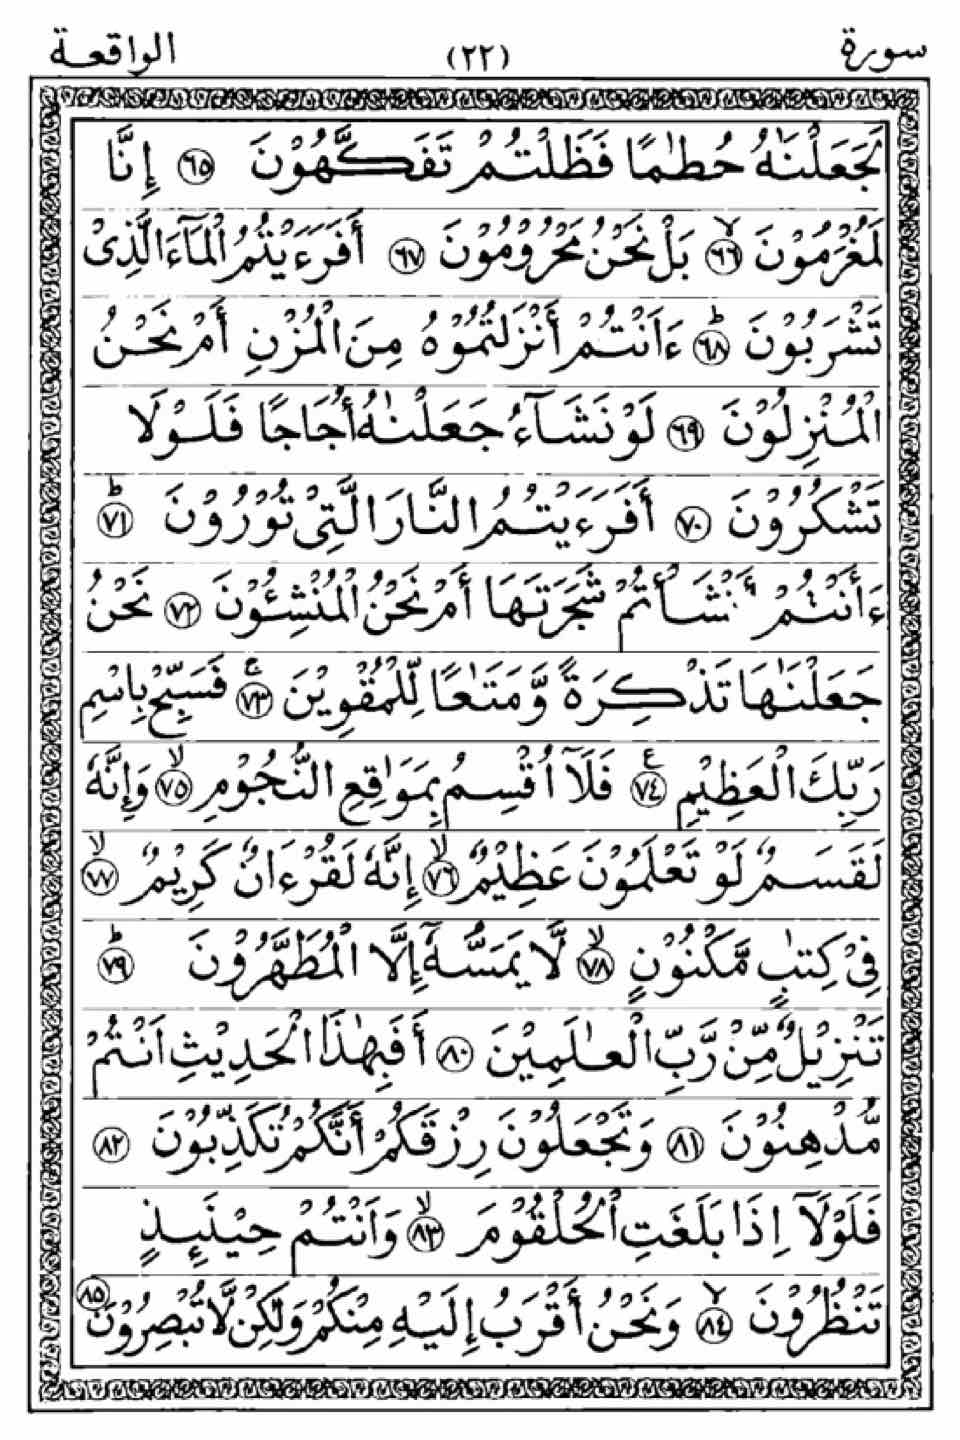 سورة (٢٢) الواقعة
لَجَعَلْنٰهُ حُطٰمًا فَظَلْتُمْ تَفَكَّهُوْنَ ﴿٦٥﴾ اِنَّا
لَمُغْرَمُوْنَ ﴿٦٦﴾ۙ بَلْ نَحْنُ مَحْرُوْمُوْنَ ﴿٦٧﴾ أَفَرَءَيْتُمُ الْمَآءَ الَّذِىْ
تَشْرَبُوْنَ ﴿٦٨﴾ؕ ءَاَنْتُمْ أَنْزَلْتُمُوْهُ مِنَ الْمُزْنِ أَمْ نَحْنُ
الْمُنْزِلُوْنَ ﴿٦٩﴾ لَوْ نَشَآءُ جَعَلْنٰهُ أُجَاجًا فَلَوْلَا
تَشْكُرُوْنَ ﴿٧٠﴾ أَفَرَءَيْتُمُ النَّارَ الَّتِىْ تُوْرُوْنَ ﴿٧١﴾ؕ
ءَأَنْتُمْ أَنْشَأْتُمْ شَجَرَتَهَا أَمْ نَحْنُ الْمُنْشِئُوْنَ ﴿٧٢﴾ نَحْنُ
جَعَلْنٰهَا تَذْكِرَةً وَّمَتَاعًا لِّلْمُقْوِيْنَ ﴿٧٣﴾ۚ فَسَبِّحْ بِاسْمِ
رَبِّكَ الْعَظِيْمِ ﴿٧٤﴾ع فَلَآ اُقْسِمُ بِمَوَاقِعِ النُّجُوْمِ ﴿٧٥﴾ۙ وَاِنَّهٗ
لَقَسَمٌ لَّوْ تَعْلَمُوْنَ عَظِيْمٌ ﴿٧٦﴾ۙ اِنَّهٗ لَقُرْءَانٌ كَرِيْمٌ ﴿٧٧﴾ۙ
فِىْ كِتٰبٍ مَّكْنُوْنٍ ﴿٧٨﴾ۙ لَّا يَمَسُّهٗٓ اِلَّا الْمُطَهَّرُوْنَ ﴿٧٩﴾ؕ
تَنْزِيْلٌ مِّنْ رَّبِّ الْعٰلَمِيْنَ ﴿٨٠﴾ أَفَبِهٰذَا الْحَدِيْثِ اَنْتُمْ
مُّدْهِنُوْنَ ﴿٨١﴾ وَتَجْعَلُوْنَ رِزْقَكُمْ أَنَّكُمْ تُكَذِّبُوْنَ ﴿٨٢﴾
فَلَوْلَآ اِذَا بَلَغَتِ الْحُلْقُوْمَ ﴿٨٣﴾ۙ وَاَنْتُمْ حِيْنَئِذٍ
تَنْظُرُوْنَ ﴿٨٤﴾ۙ وَنَحْنُ أَقْرَبُ اِلَيْهِ مِنْكُمْ وَلٰكِنْ لَّا تُبْصِرُوْنَ ﴿٨٥﴾